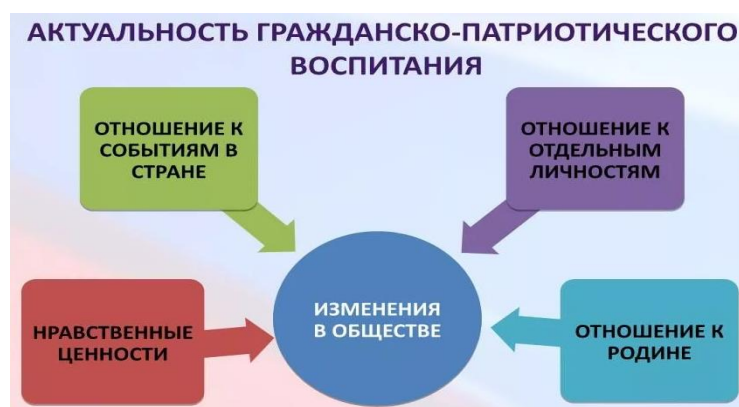 АКТУАЛЬНОСТЬ ГРАЖДАНСКО-ПАТРИОТИЧЕСКОГО
ВОСПИТАНИЯ
ОТНОШЕНИЕ К
СОБЫТИЯМ В
СТРАНЕ
ОТНОШЕНИЕ К
ОТДЕЛЬНЫМ
ЛИЧНОСТЯМ
ИЗМЕНЕНИЯ
В ОБЩЕСТВЕ
НРАВСТВЕННЫЕ
ЦЕННОСТИ
ОТНОШЕНИЕ К
РОДИНЕ